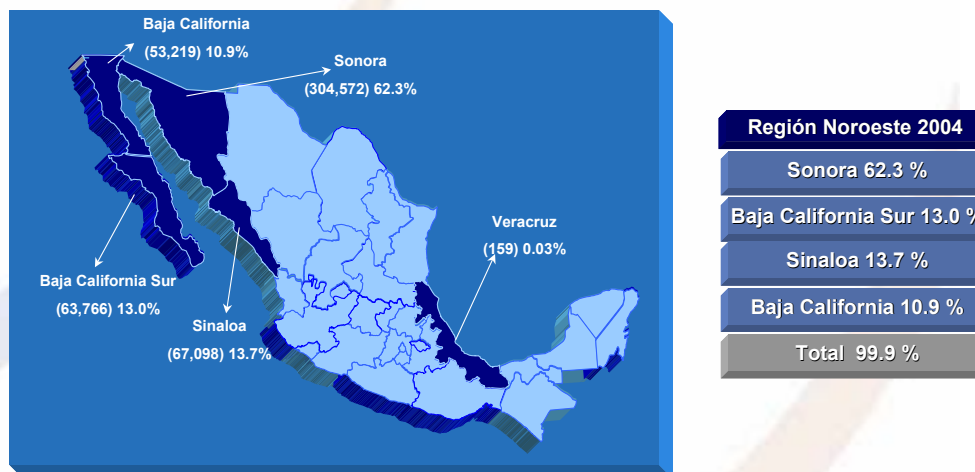 Baja California
(53,219) 10.9%
Sonora
(304,572) 62.3%
Veracruz
(159) 0.03%
Baja California Sur
(63,766) 13.0%
Sinaloa
(67,098) 13.7%
Región Noroeste 2004
Sonora 62.3 %
Baja California Sur 13.0 %
Sinaloa 13.7 %
Baja California 10.9 %
Total 99.9 %